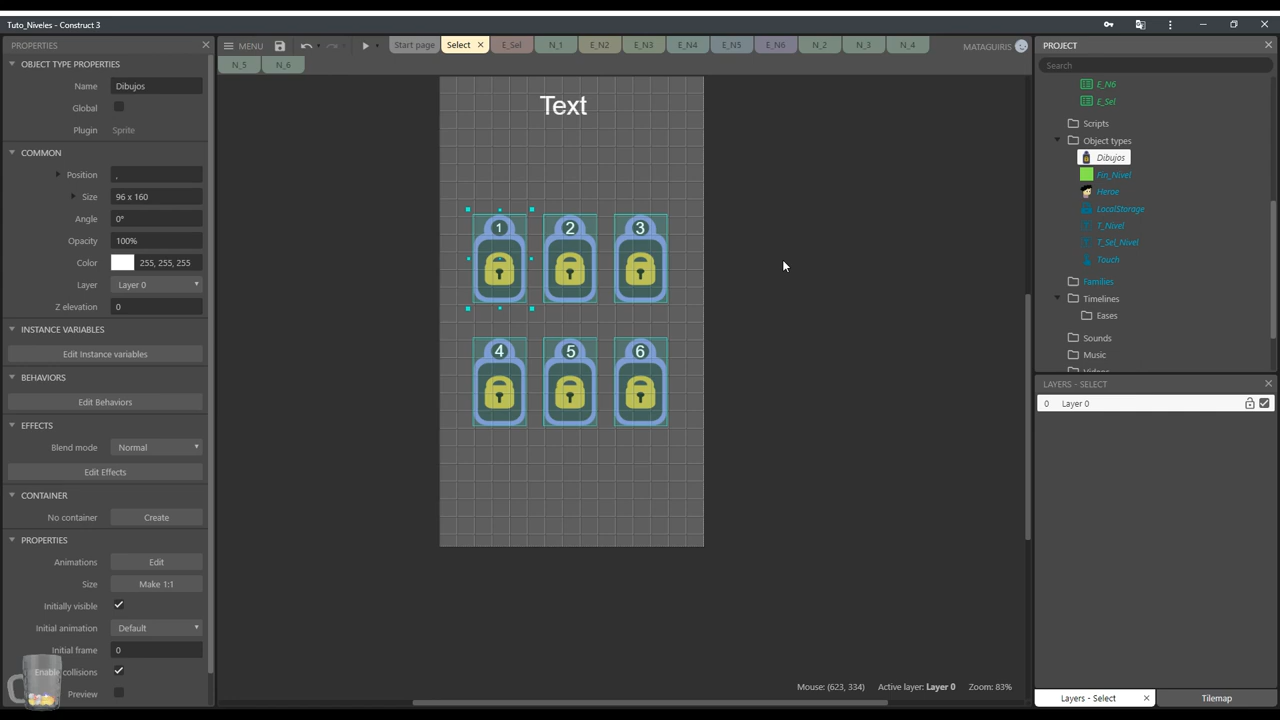 Tuto_Niveles - Construct 3
PROPERTIES
OBJECT TYPE PROPERTIES
Name Dibujos
Global
Plugin Sprite
COMMON
Position ,
Size 96 x 160
Angle 0°
Opacity 100%
Color 255, 255, 255
Layer Layer 0
Z elevation 0
INSTANCE VARIABLES
Edit Instance variables
BEHAVIORS
Edit Behaviors
EFFECTS
Blend mode Normal
Edit Effects
CONTAINER
No container Create
PROPERTIES
Animations Edit
Size Make 1:1
Initially visible
Initial animation Default
Initial frame 0
Enable collisions
Preview
MENU
Start page Select E_Sel N_1 E_N2 E_N3 E_N4 E_N5 E_N6 N_2 N_3 N_4 MATAGUIRIS
N_5 N_6
Text
1 2 3
4 5 6
Mouse: (623, 334) Active layer: Layer 0 Zoom: 83%
PROJECT
Search
E_N6
E_Sel
Scripts
Object types
Dibujos
Fin_Nivel
Heroe
LocalStorage
T_Nivel
T_Sel_Nivel
Touch
Families
Timelines
Eases
Sounds
Music
LAYERS - SELECT
0 Layer 0
Layers - Select Tilemap